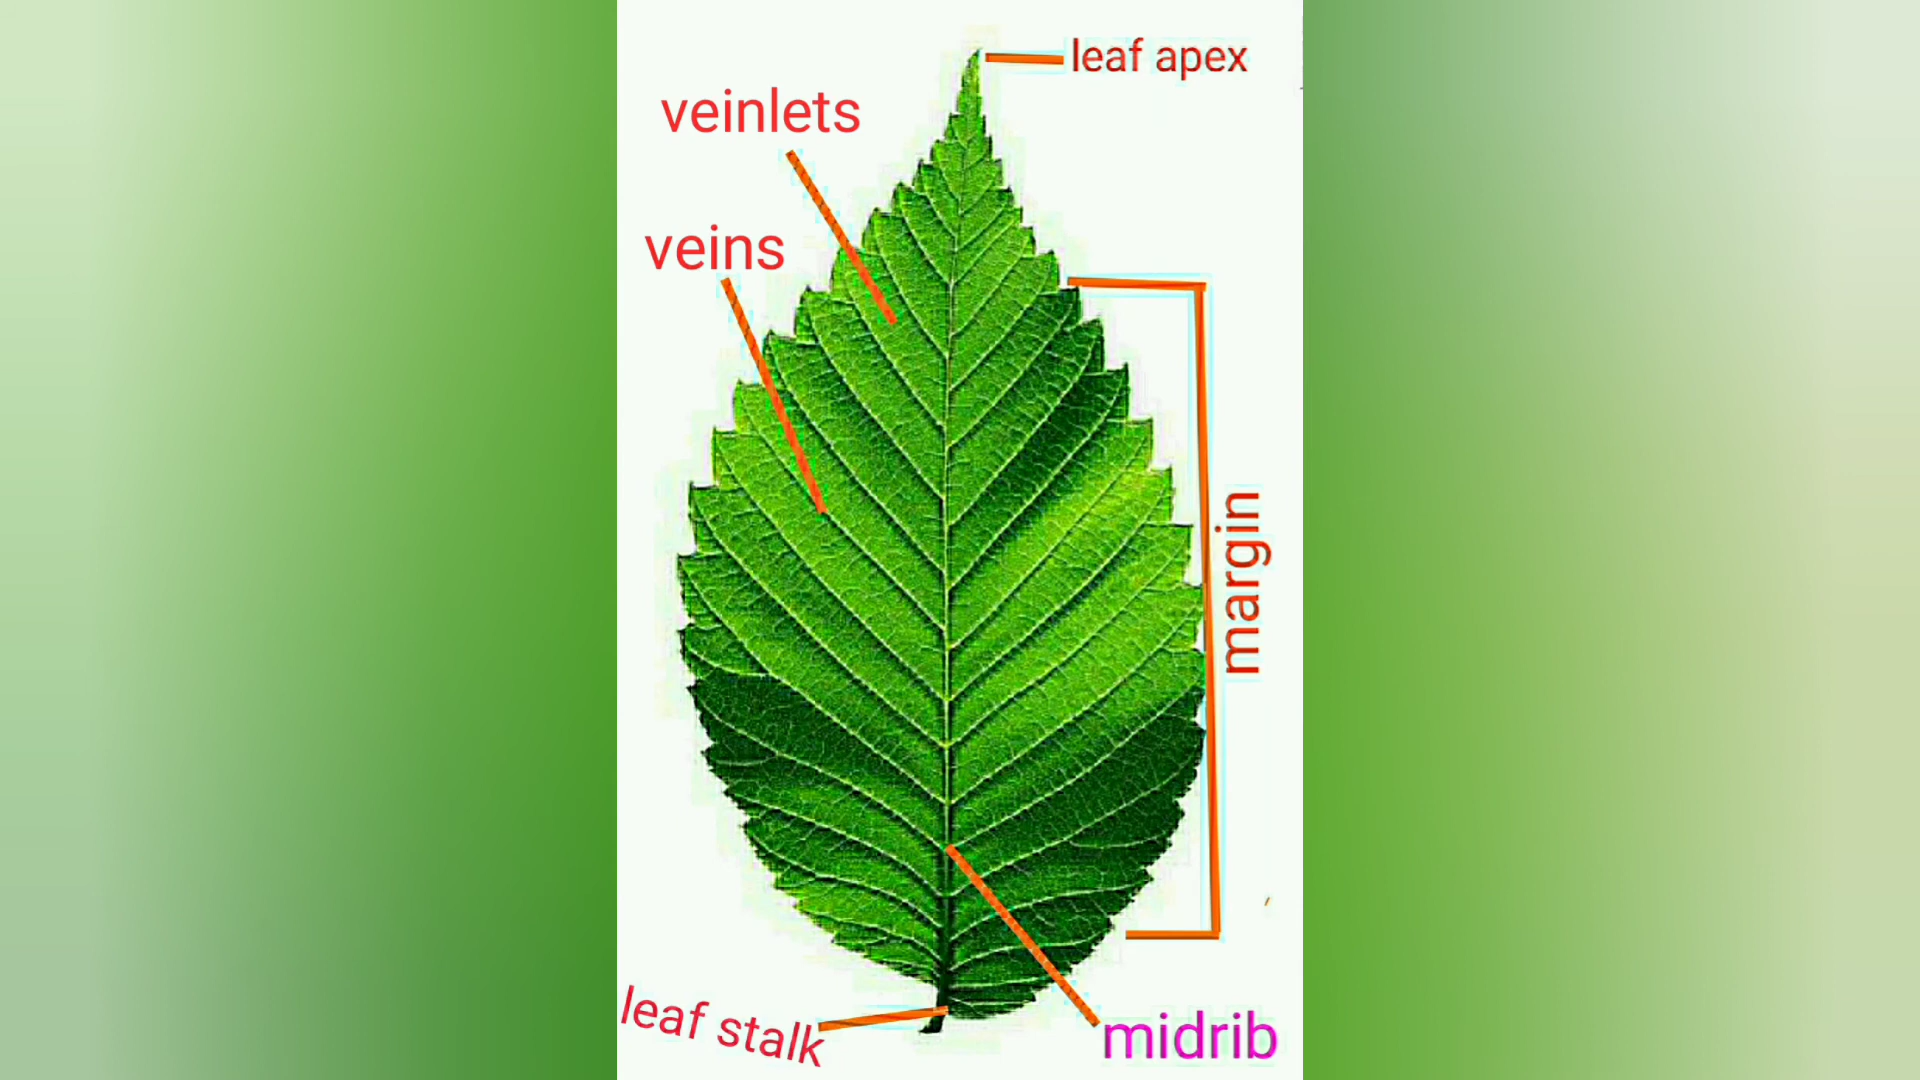 leaf apex
veinlets
veins
margin
leaf stalk
midrib